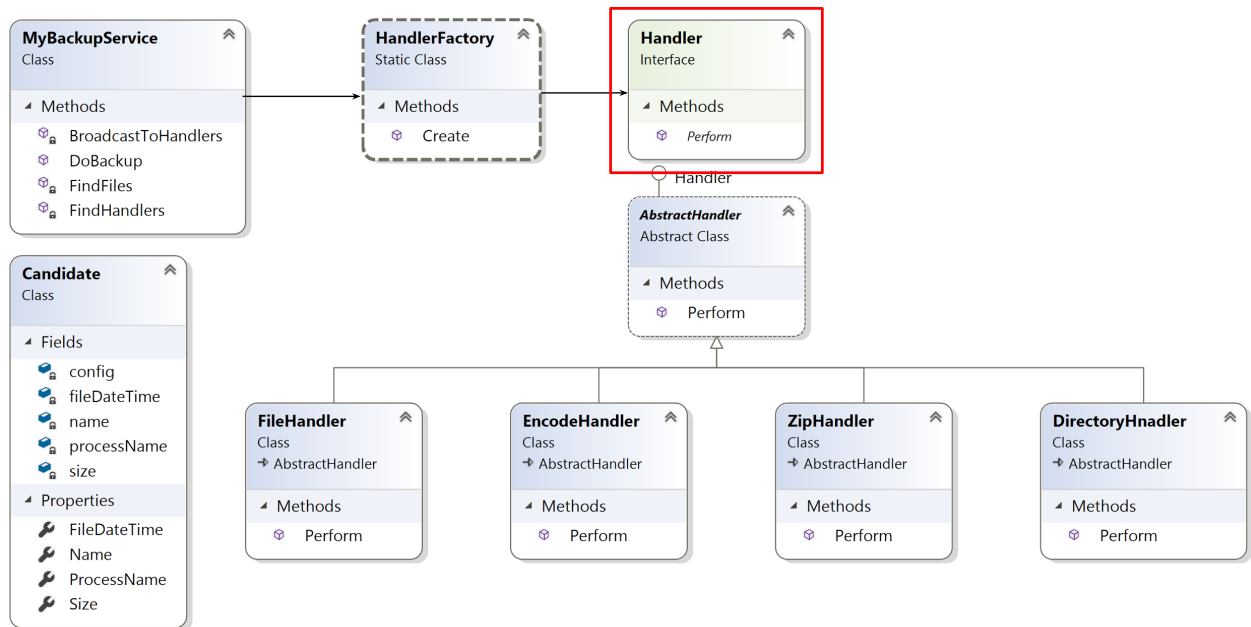 MyBackupService
Class
Methods
BroadcastToHandlers
DoBackup
FindFiles
FindHandlers
HandlerFactory
Static Class
Methods
Create
Handler
Interface
Methods
Perform
Handler
AbstractHandler
Abstract Class
Methods
Perform
Candidate
Class
Fields
config
fileDateTime
name
processName
size
Properties
FileDateTime
Name
ProcessName
Size
FileHandler
Class
AbstractHandler
Methods
Perform
EncodeHandler
Class
AbstractHandler
Methods
Perform
ZipHandler
Class
AbstractHandler
Methods
Perform
DirectoryHnadler
Class
AbstractHandler
Methods
Perform